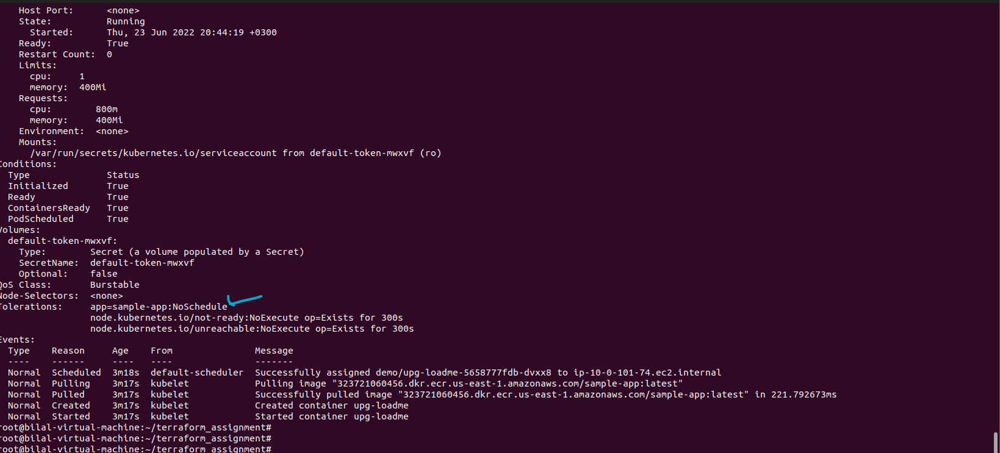 Host Port: <none>
State: Running
Started: Thu, 23 Jun 2022 20:44:19 +0300
Ready: True
Restart Count: 0
Limits:
cpu: 1
memory: 400Mi
Requests:
cpu: 800m
memory: 400Mi
Environment: <none>
Mounts:
/var/run/secrets/kubernetes.io/serviceaccount from default-token-mwxvf (ro)
Conditions:
Type Status
Initialized True
Ready True
ContainersReady True
PodScheduled True
Volumes:
default-token-mwxvf:
Type: Secret (a volume populated by a Secret)
SecretName: default-token-mwxvf
Optional: false
QoS Class: Burstable
Node-Selectors: <none>
Tolerations: app=sample-app:NoSchedule
node.kubernetes.io/not-ready:NoExecute op=Exists for 300s
node.kubernetes.io/unreachable:NoExecute op=Exists for 300s
Events:
Type Reason Age From Message
---- ------ ---- ---- -------
Normal Scheduled 3m18s default-scheduler Successfully assigned demo/upg-loadme-5658777fdb-dvxx8 to ip-10-0-101-74.ec2.internal
Normal Pulling 3m17s kubelet Pulling image "323721060456.dkr.ecr.us-east-1.amazonaws.com/sample-app:latest"
Normal Pulled 3m17s kubelet Successfully pulled image "323721060456.dkr.ecr.us-east-1.amazonaws.com/sample-app:latest" in 221.792673ms
Normal Created 3m17s kubelet Created container upg-loadme
Normal Started 3m17s kubelet Started container upg-loadme
root@bilal-virtual-machine:~/terraform_assignment#
root@bilal-virtual-machine:~/terraform_assignment#
root@bilal-virtual-machine:~/terraform_assignment#